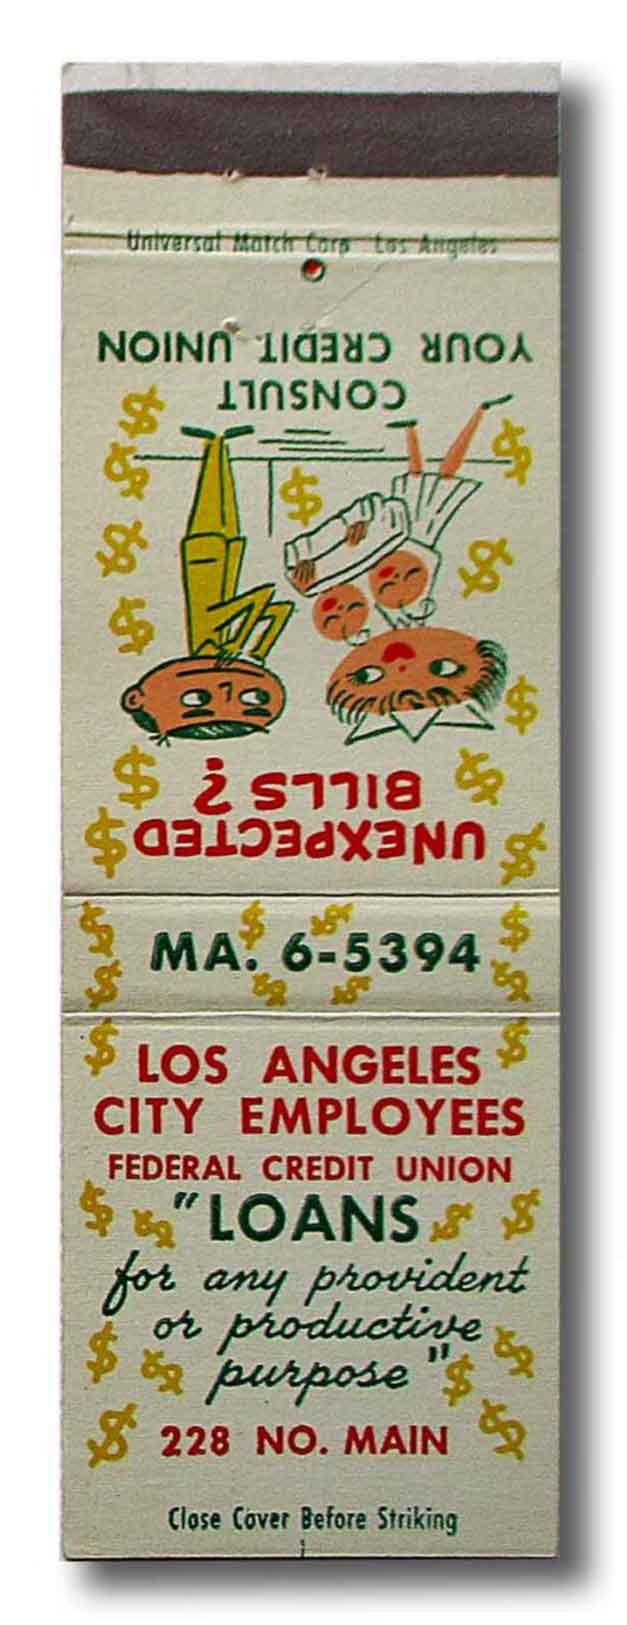 Universal Match Corp Los Angeles
UNEXPECTED
BILLS?
CONSULT
YOUR CREDIT UNION
MA. 6-5394
LOS ANGELES
CITY EMPLOYEES
FEDERAL CREDIT UNION
"LOANS
for any provident
or productive
purpose"
228 NO. MAIN
Close Cover Before Striking